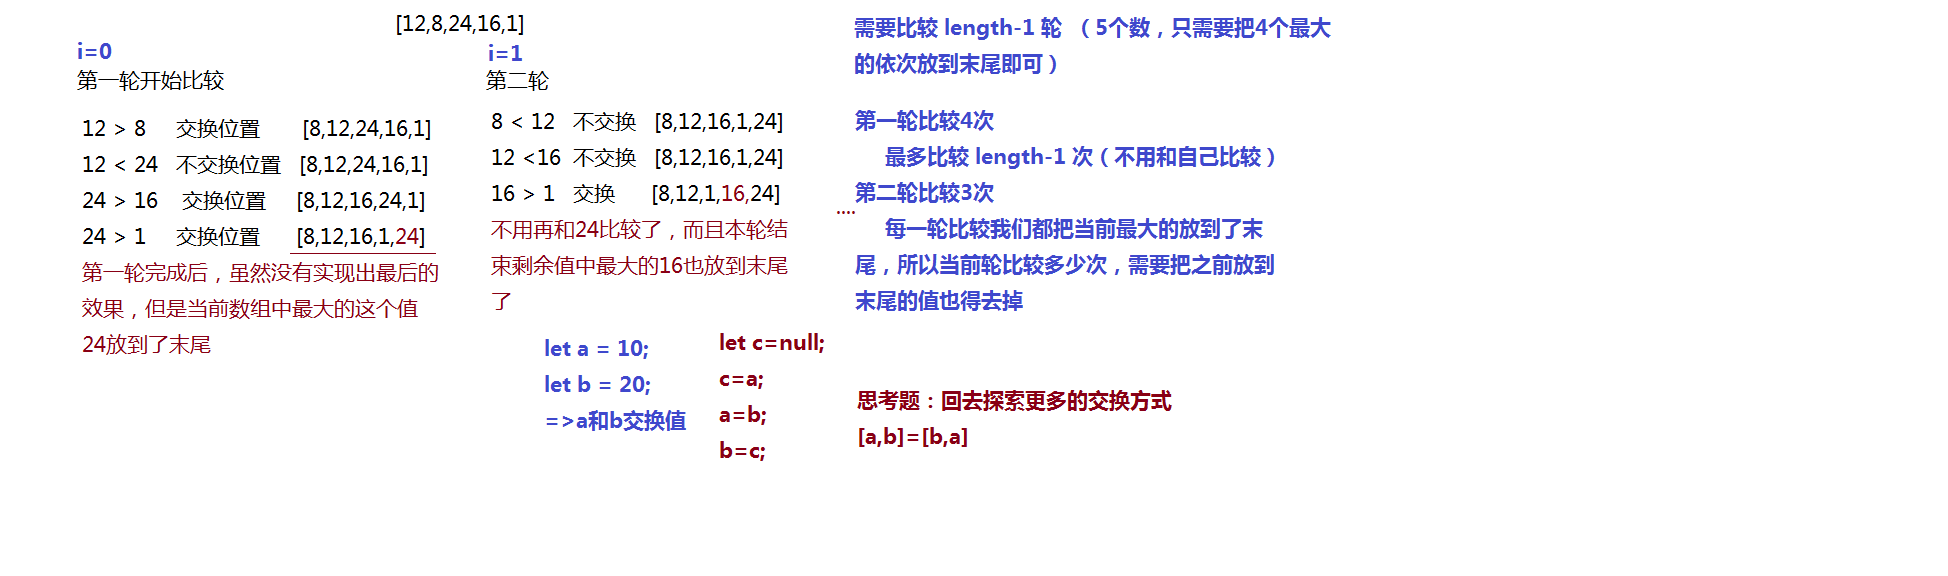 [12,8,24,16,1]
i=0
第一轮开始比较
12 > 8 交换位置 [8,12,24,16,1]
12 < 24 不交换位置 [8,12,24,16,1]
24 > 16 交换位置 [8,12,16,24,1]
24 > 1 交换位置 [8,12,16,1,24]
第一轮完成后，虽然没有实现出最后的
效果，但是当前数组中最大的这个值
24放到了末尾
i=1
第二轮
8 < 12 不交换 [8,12,16,1,24]
12 <16 不交换 [8,12,16,1,24]
16 > 1 交换 [8,12,1,16,24]
不用再和24比较了，而且本轮结
束剩余值中最大的16也放到末尾
了
....
let a = 10;
let b = 20;
=>a和b交换值
let c=null;
c=a;
a=b;
b=c;
需要比较 length-1 轮 （5个数，只需要把4个最大
的依次放到末尾即可）
第一轮比较4次
最多比较 length-1 次（不用和自己比较）
第二轮比较3次
每一轮比较我们都把当前最大的放到了末
尾，所以当前轮比较多少次，需要把之前放到
末尾的值也得去掉
思考题：回去探索更多的交换方式
[a,b]=[b,a]